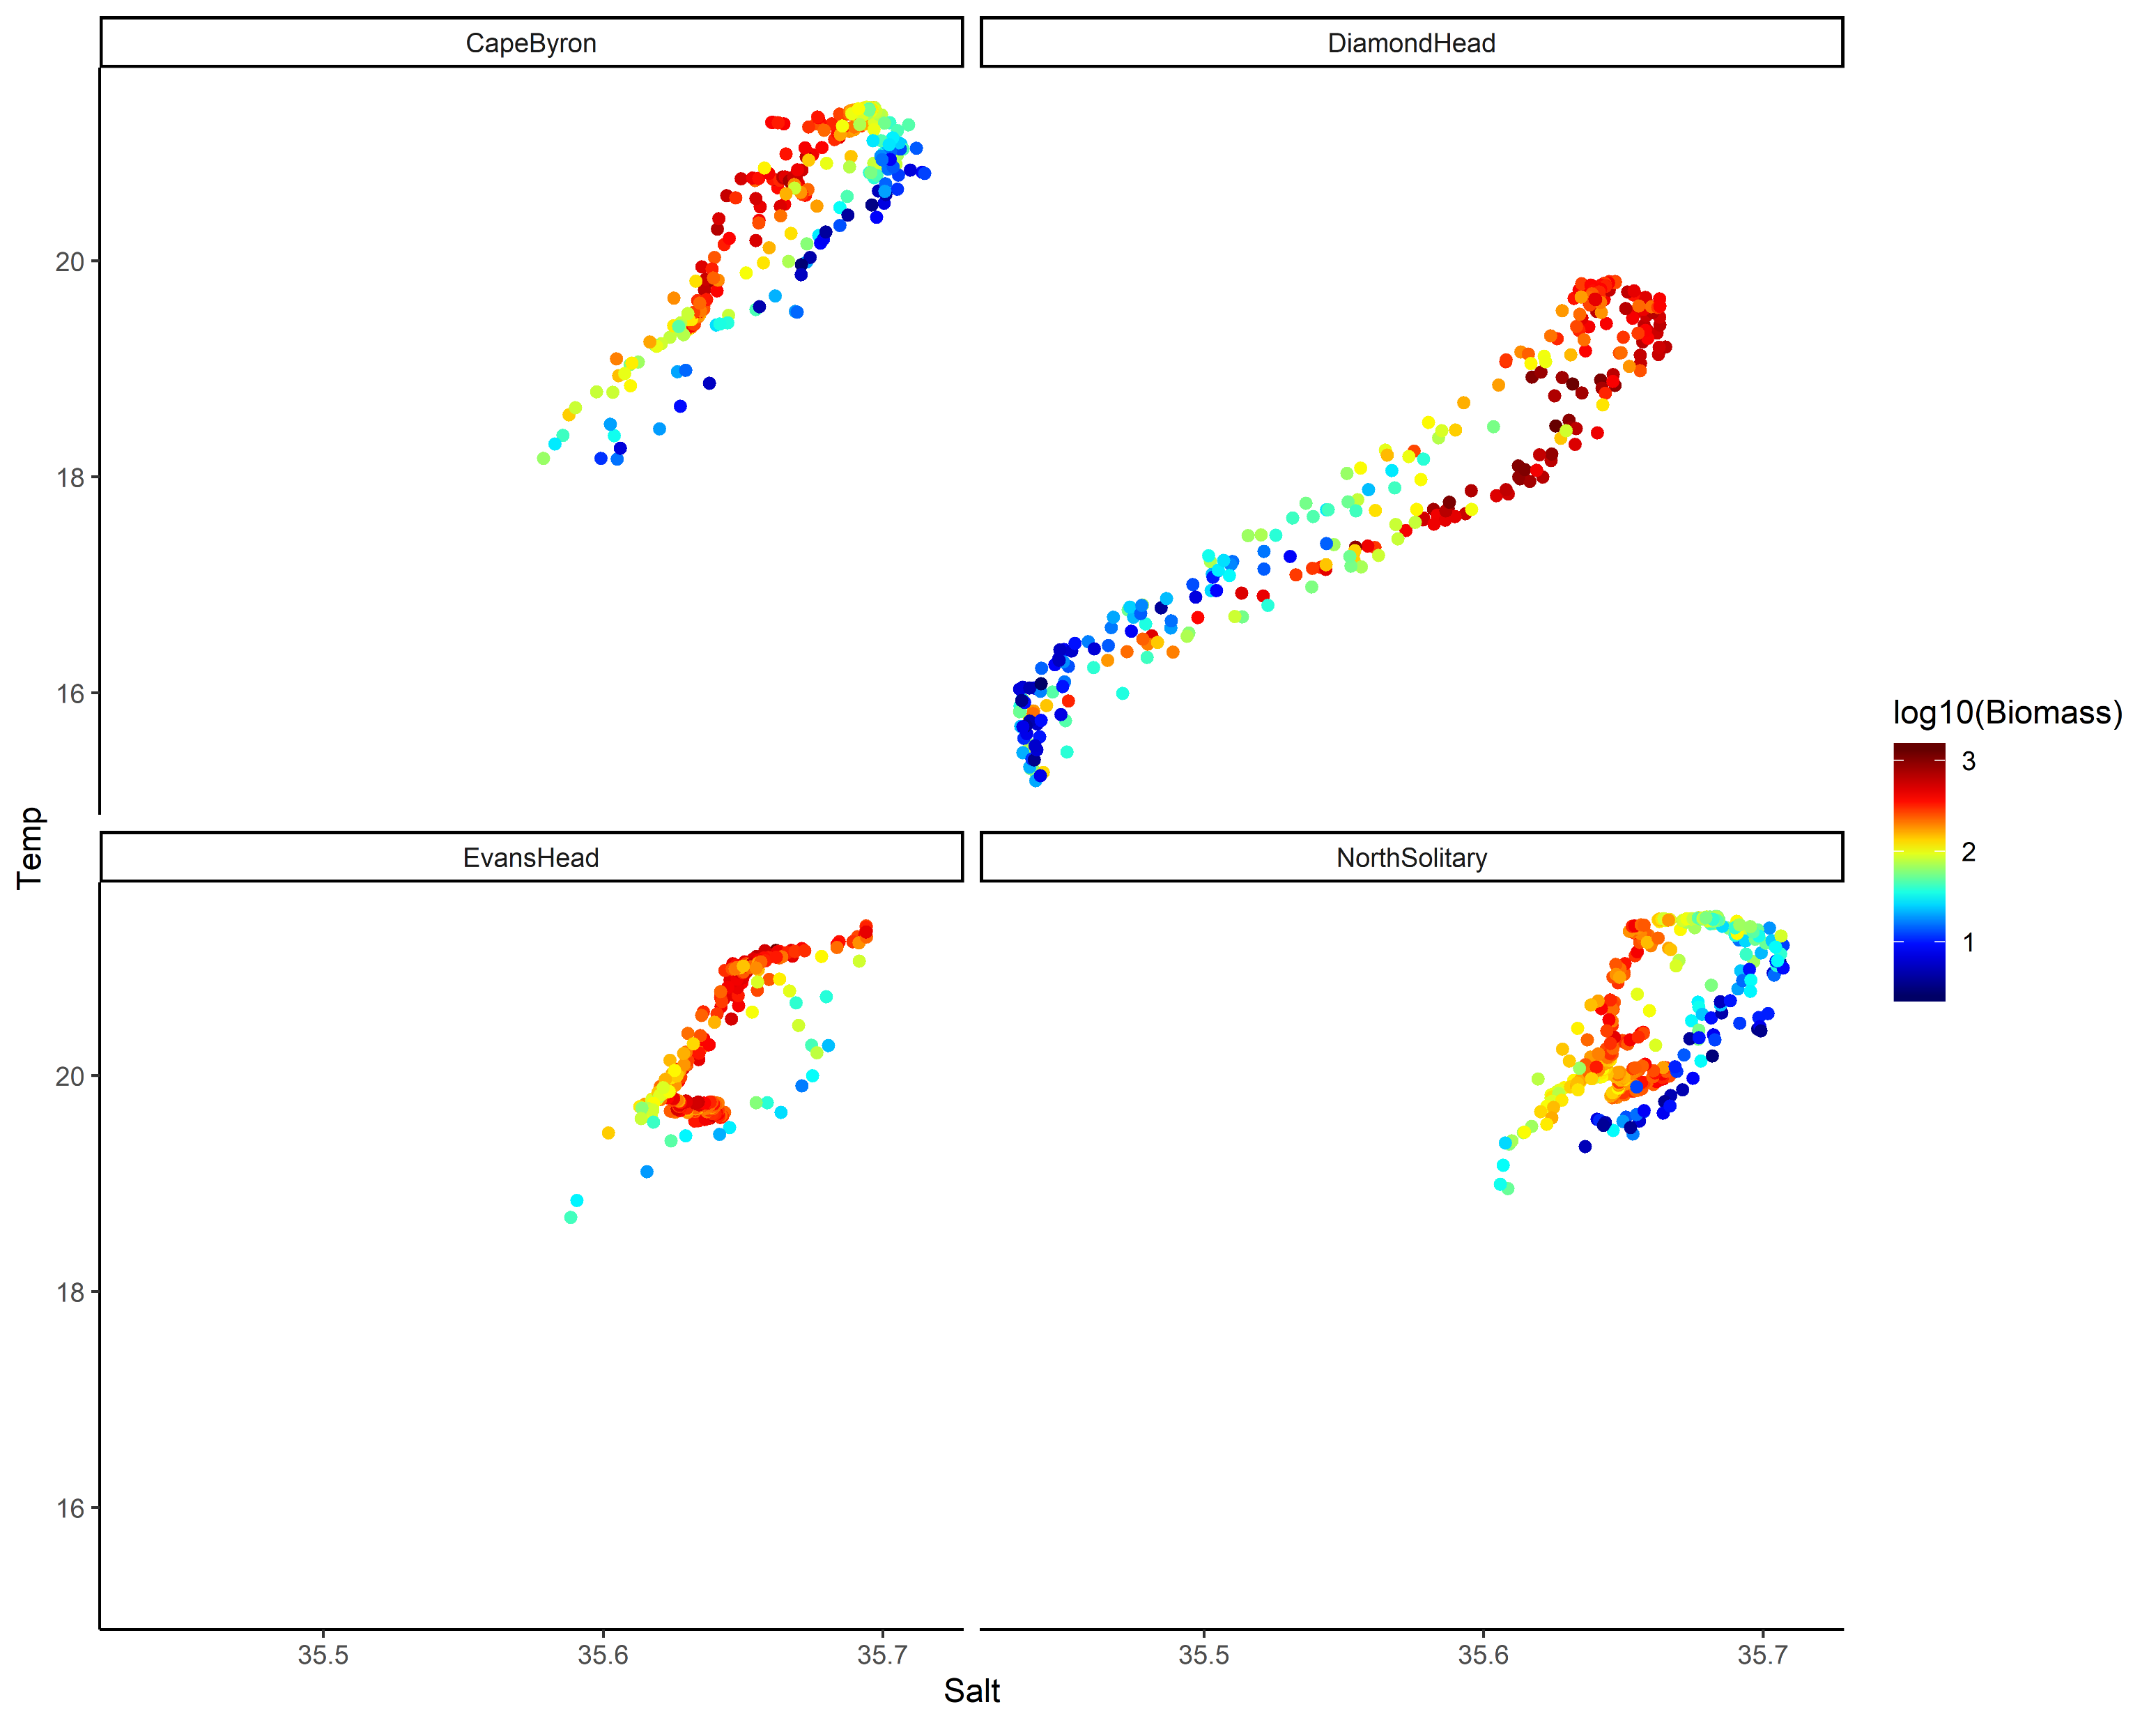 CapeByron
DiamondHead
20
18
16
EvansHead
NorthSolitary
20
18
16
35.5
35.6
35.7
35.5
35.6
35.7
Salt
Temp
log10(Biomass)
3
2
1